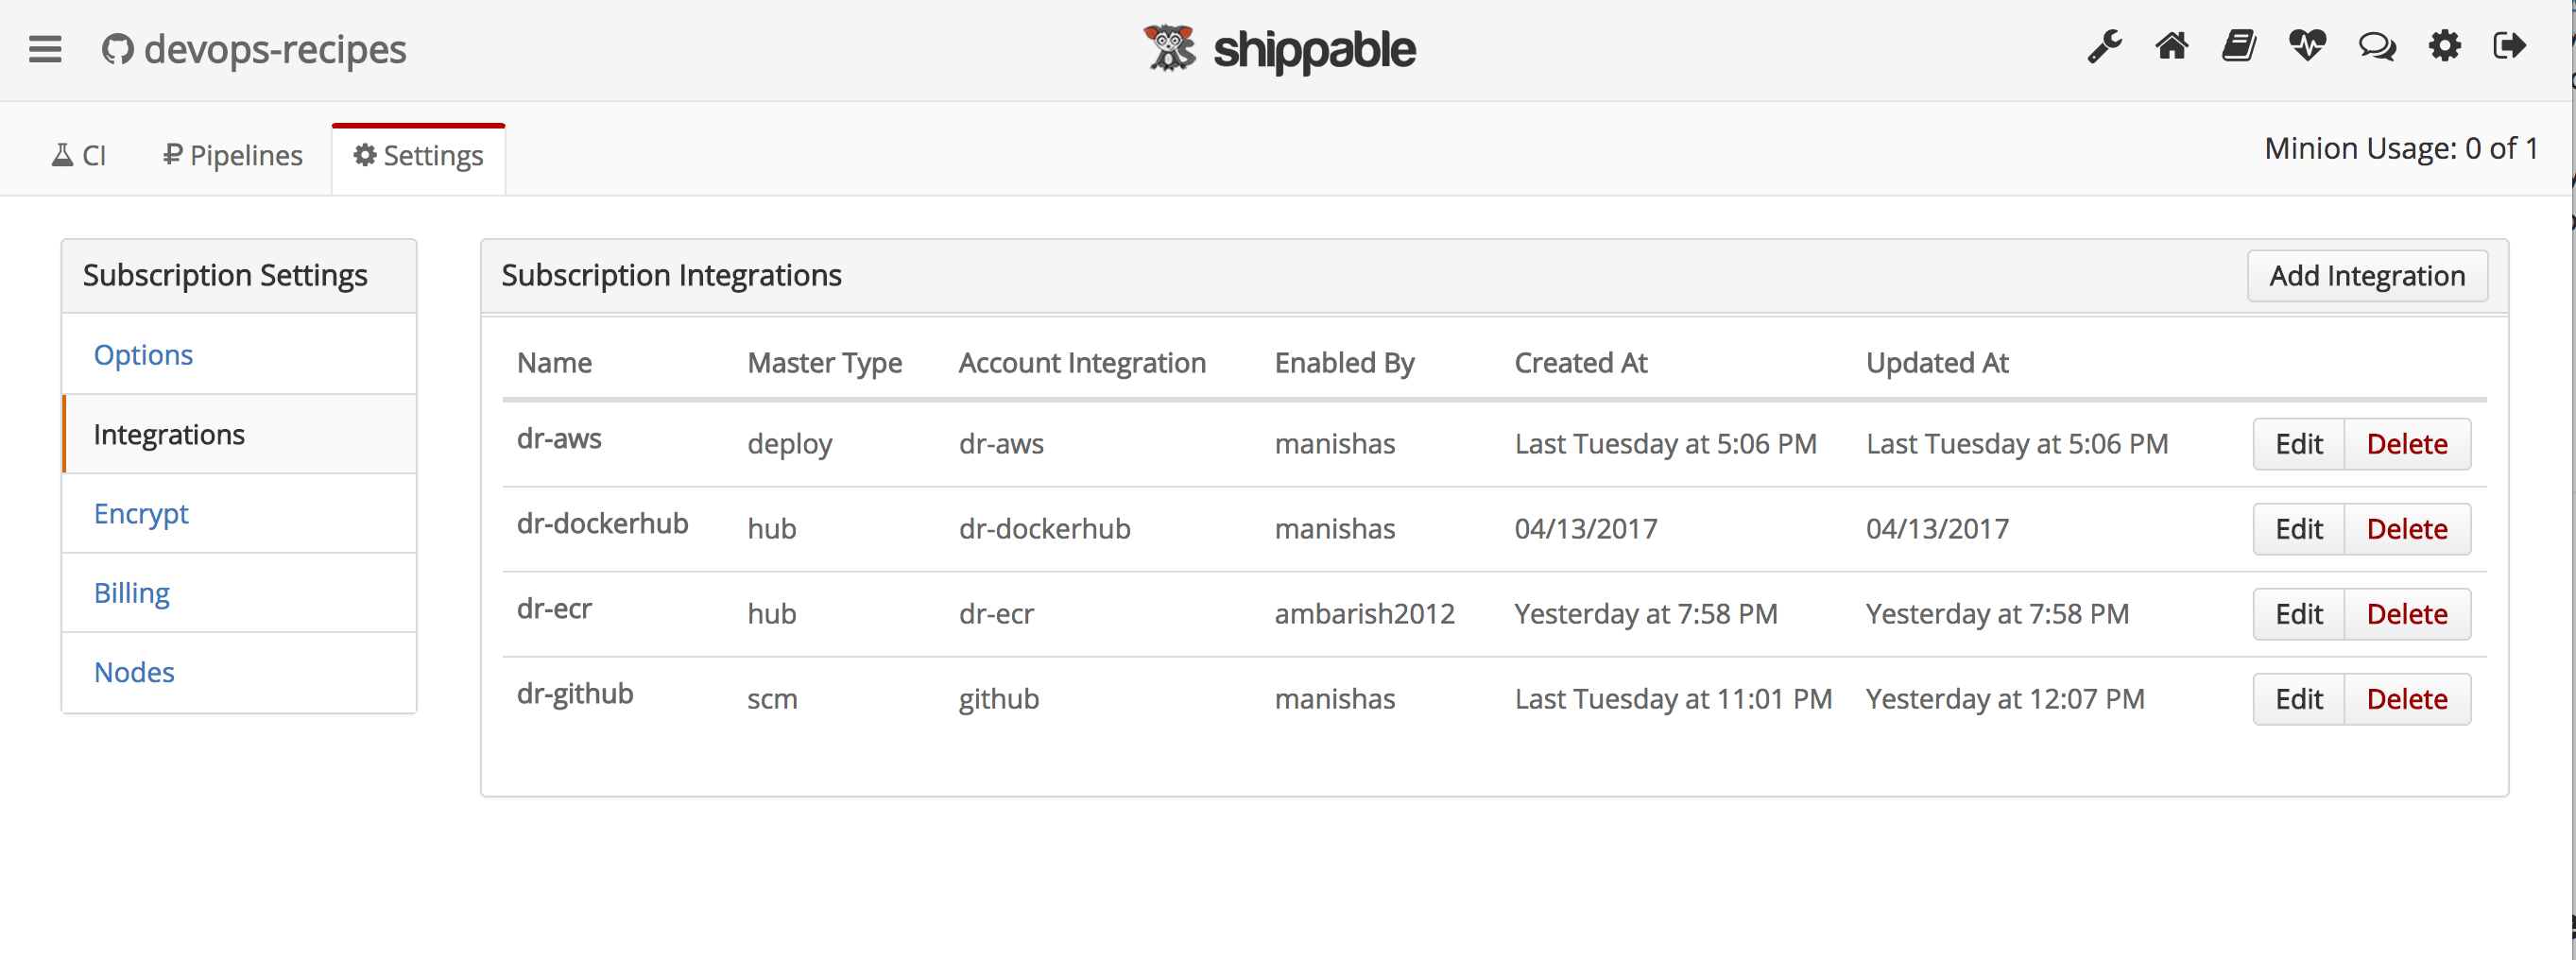 devops-recipes
shippable
CI Pipelines Settings
Minion Usage: 0 of 1
Subscription Settings
Options
Integrations
Encrypt
Billing
Nodes
Subscription Integrations Add Integration
Name Master Type Account Integration Enabled By Created At Updated At
dr-aws deploy dr-aws manishas Last Tuesday at 5:06 PM Last Tuesday at 5:06 PM Edit Delete
dr-dockerhub hub dr-dockerhub manishas 04/13/2017 04/13/2017 Edit Delete
dr-ecr hub dr-ecr ambarish2012 Yesterday at 7:58 PM Yesterday at 7:58 PM Edit Delete
dr-github scm github manishas Last Tuesday at 11:01 PM Yesterday at 12:07 PM Edit Delete